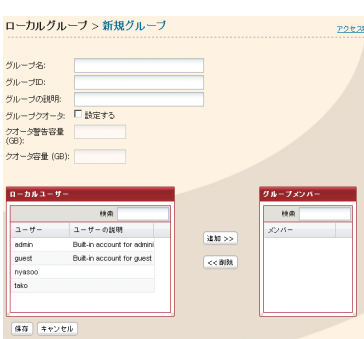 ローカルグループ > 新規グループ
アクセス
グループ名:
グループID:
グループの説明:
グループクオータ: 設定する
クオータ警告容量 (GB):
クオータ容量 (GB):
ローカルユーザー
検索
ユーザー ユーザーの説明
admin Built-in account for admini
guest Built-in account for guest
nyasoo
tako
追加 >>
<< 削除
グループメンバー
検索
メンバー
保存 キャンセル